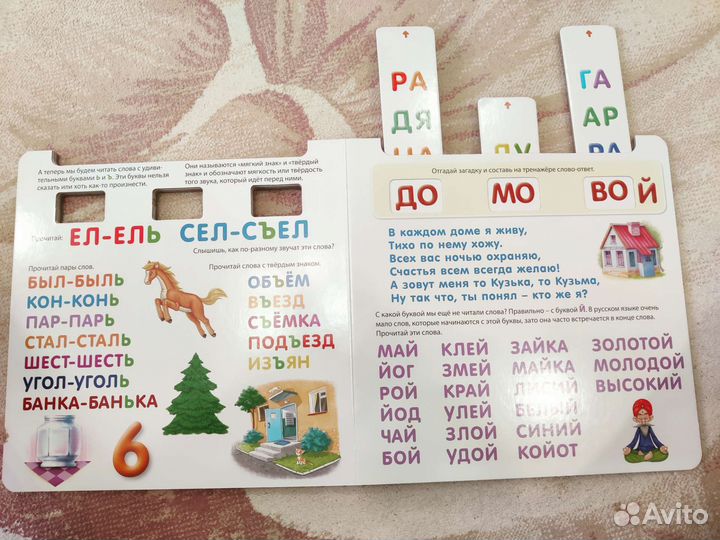 РА
ДЯ
ДУ
ГА
АР
А теперь мы будем читать слова с удиви-
тельными буквами Ь и Ъ. Эти буквы нельзя
сказать или хоть как-то произнести.
Они называются «мягкий знак» и «твёрдый
знак» и обозначают мягкость или твёрдость
того звука, который идёт перед ними.
Прочитай:
ЕЛ-ЕЛЬ СЕЛ-СЪЕЛ
Слышишь, как по-разному звучат эти слова?
Прочитай пары слов.
БЫЛ-БЫЛЬ
КОН-КОНЬ
ПАР-ПАРЬ
СТАЛ-СТАЛЬ
ШЕСТ-ШЕСТЬ
УГОЛ-УГОЛЬ
БАНКА-БАНЬКА
6
Прочитай слова с твёрдым знаком.
ОБЪЁМ
ВЪЕЗД
СЪЁМКА
ПОДЪЕЗД
ИЗЪЯН
Отгадай загадку и составь на тренажёре слово-ответ.
ДО МО ВО Й
В каждом доме я живу,
Тихо по нему хожу.
Всех вас ночью охраняю,
Счастья всем всегда желаю!
А зовут меня то Кузька, то Кузьма,
Ну так что, ты понял – кто же я?
С какой буквой мы ещё не читали слова? Правильно – с буквой Й. В русском языке очень
мало слов, которые начинаются с этой буквы, зато она часто встречается в конце слова.
Прочитай эти слова.
МАЙ КЛЕЙ ЗАЙКА ЗОЛОТОЙ
ЙОГ ЗМЕЙ МАЙКА МОЛОДОЙ
РОЙ КРАЙ ЛИСИЙ ВЫСОКИЙ
ЙОД УЛЕЙ БЕЛЫЙ
ЧАЙ ЗЛОЙ СИНИЙ
БОЙ УДОЙ КОЙОТ
Avito